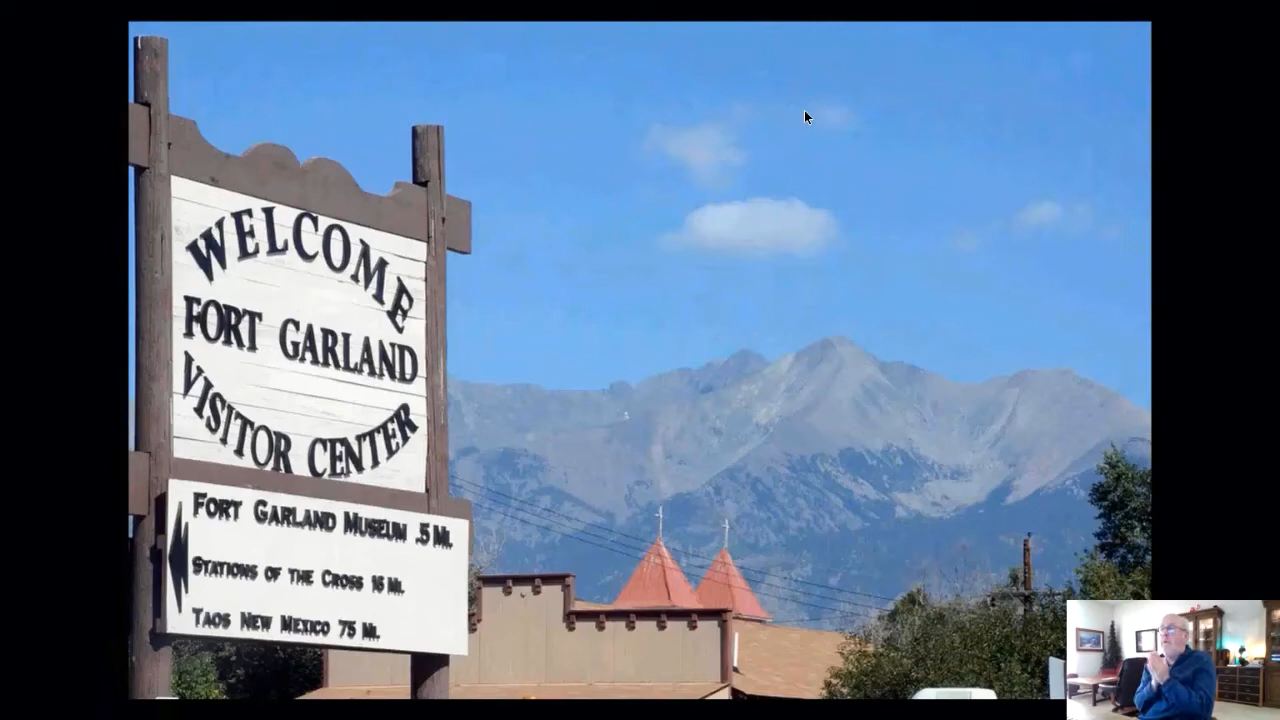 WELCOME
FORT GARLAND
VISITOR CENTER
FORT GARLAND MUSEUM .5 MI.
STATIONS OF THE CROSS 16 MI.
TAOS NEW MEXICO 75 MI.